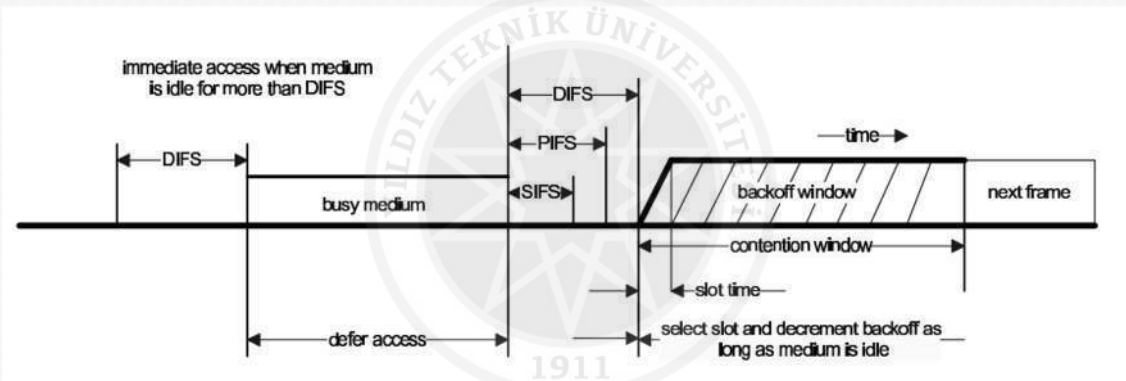 YILDIZ TEKNİK ÜNİVERSİTESİ
immediate access when medium
is idle for more than DIFS
DIFS
DIFS
PIFS
SIFS
busy medium
time
backoff window
next frame
contention window
slot time
defer access
select slot and decrement backoff as
long as medium is idle
1911